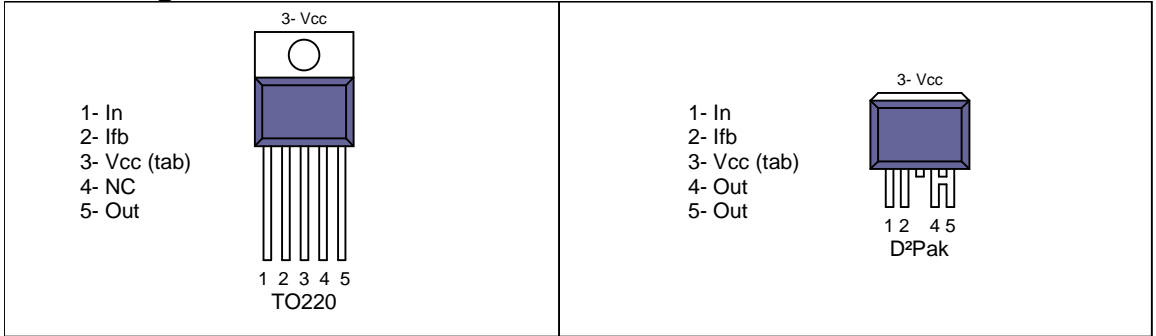 3- Vcc
1- In
2- Ifb
3- Vcc (tab)
4- NC
5- Out
1 2 3 4 5
TO220
3- Vcc
1- In
2- Ifb
3- Vcc (tab)
4- Out
5- Out
1 2 4 5
D²Pak